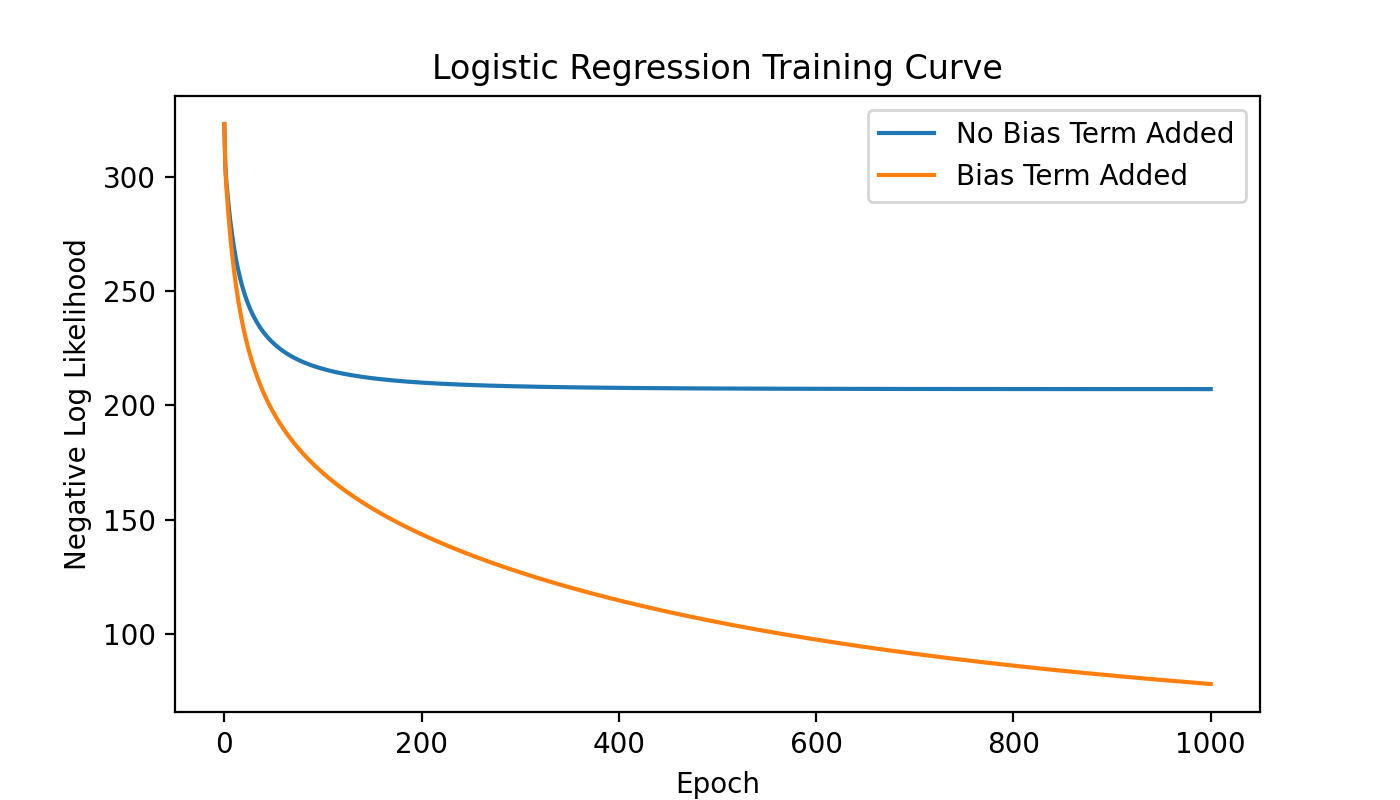 Logistic Regression Training Curve
No Bias Term Added
Bias Term Added
Negative Log Likelihood
300
250
200
150
100
0 200 400 600 800 1000
Epoch